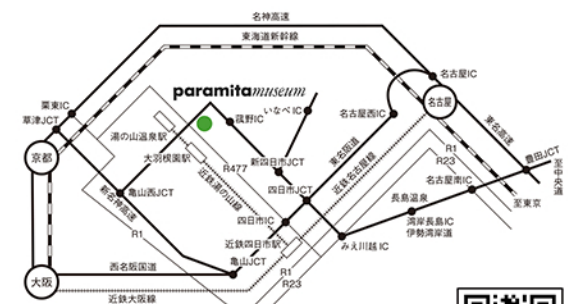 名神高速
東海道新幹線
paramitamuseum
名古屋IC
栗東IC
草津JCT
いなべIC
菰野IC
名古屋西IC
名古屋
東名高速
湯の山温泉駅
京都
大羽根園駅
新四日市JCT
東名阪道
R1
R23
豊田JCT
至中央道
R477
近鉄湯の山線
近鉄名古屋線
四日市JCT
名古屋南IC
亀山西JCT
新名神高速
長島温泉
至東京
四日市IC
湾岸長島IC
伊勢湾岸道
R1
近鉄四日市駅
みえ川越IC
亀山JCT
西名阪国道
大阪
R1
R23
近鉄大阪線